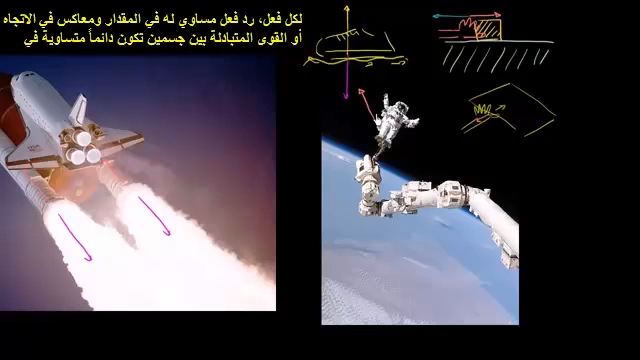 لكل فعل، رد فعل مساوي له في المقدار ومعاكس في الاتجاه
أو القوى المتبادلة بين جسمين تكون دائماً متساوية في